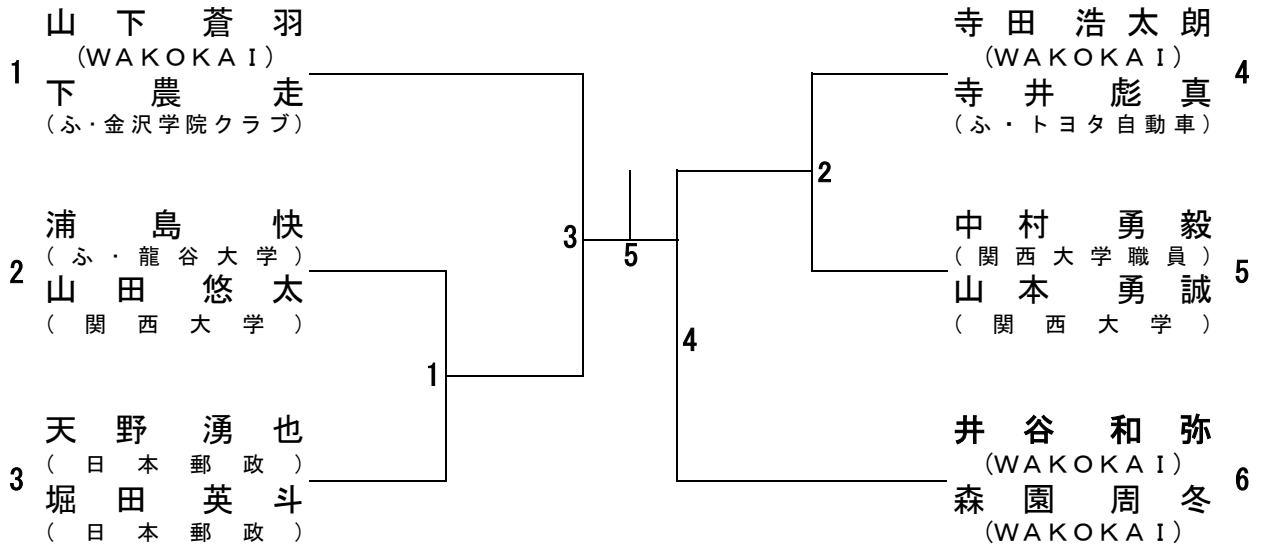 1
山下 蒼羽
(WAKOKAI)
下農 走
(ふ・金沢学院クラブ)
2
浦島 快
(ふ・龍谷大学)
山田 悠太
(関西大学)
3
天野 湧也
(日本郵政)
堀田 英斗
(日本郵政)
1
3
5
4
2
寺田 浩太朗
(WAKOKAI)
寺井 彪真
(ふ・トヨタ自動車)
4
中村 勇毅
(関西大学職員)
山本 勇誠
(関西大学)
5
井谷 和弥
(WAKOKAI)
森園 周冬
(WAKOKAI)
6